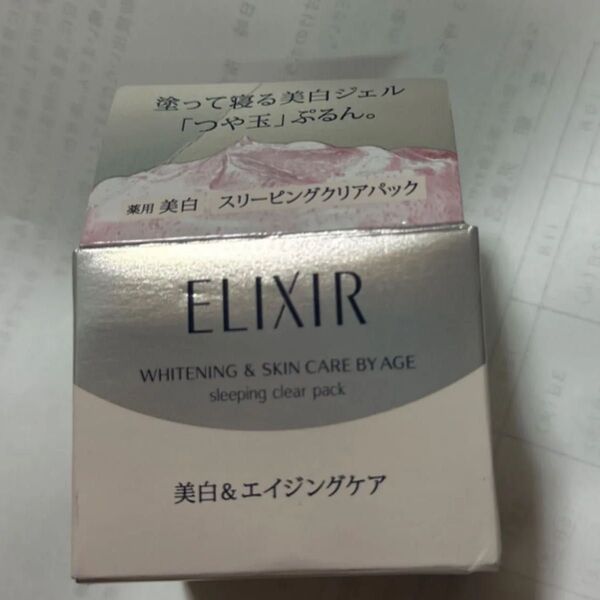 塗って寝る美白ジェル
「つや玉」ぷるん。
薬用 美白 スリーピングクリアパック
ELIXIR
WHITENING & SKIN CARE BY AGE
sleeping clear pack
美白&エイジングケア